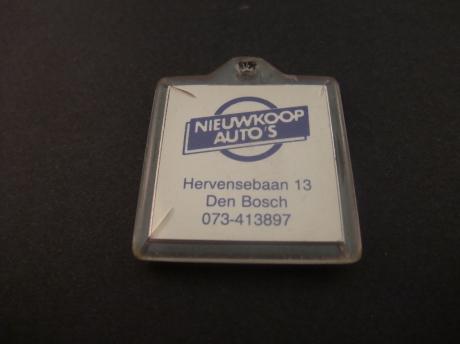 NIEUWKOOP
AUTO'S
Hervensebaan 13
Den Bosch
073-413897